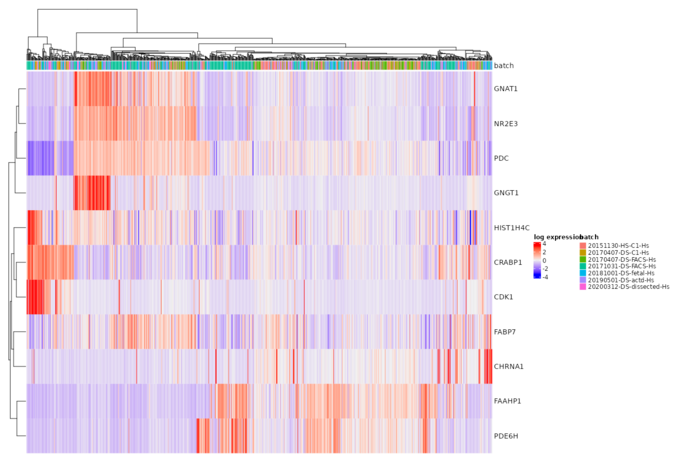 batch
GNAT1
NR2E3
PDC
GNGT1
HIST1H4C
CRABP1
CDK1
FABP7
CHRNA1
FAAHP1
PDE6H
log expression
4
2
0
-2
-4
batch
20151130-HS-C1-Hs
20170407-DS-C1-Hs
20170407-DS-FACS-Hs
20171031-DS-FACS-Hs
20181001-DS-fetal-Hs
20190501-DS-actd-Hs
20200312-DS-dissected-Hs